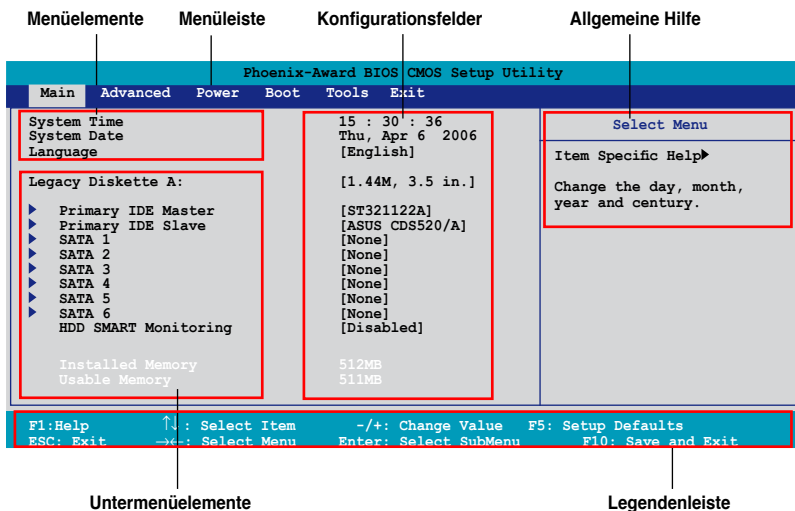 Menüelemente Menüleiste Konfigurationsfelder Allgemeine Hilfe
Phoenix-Award BIOS CMOS Setup Utility
Main Advanced Power Boot Tools Exit
System Time 15 : 30 : 36
System Date Thu, Apr 6 2006
Language [English]
Legacy Diskette A: [1.44M, 3.5 in.]
Primary IDE Master [ST321122A]
Primary IDE Slave [ASUS CDS520/A]
SATA 1 [None]
SATA 2 [None]
SATA 3 [None]
SATA 4 [None]
SATA 5 [None]
SATA 6 [None]
HDD SMART Monitoring [Disabled]
Installed Memory 512MB
Usable Memory 511MB
Select Menu
Item Specific Help
Change the day, month,
year and century.
F1:Help ↑↓: Select Item -/+: Change Value F5: Setup Defaults
ESC: Exit →←: Select Menu Enter: Select SubMenu F10: Save and Exit
Untermenüelemente Legendenleiste